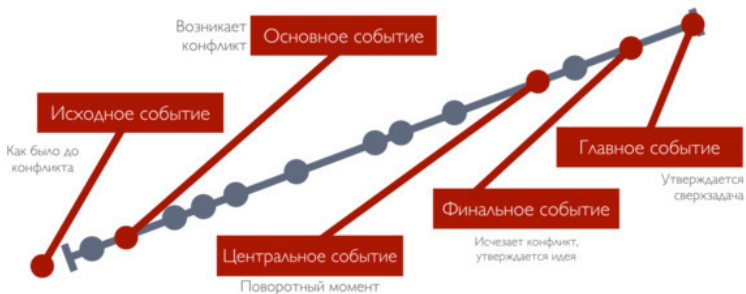 Возникает
конфликт
Основное событие
Исходное событие
Как было до
конфликта
Главное событие
Утверждается
сверхзадача
Финальное событие
Исчезает конфликт,
утверждается идея
Центральное событие
Поворотный момент